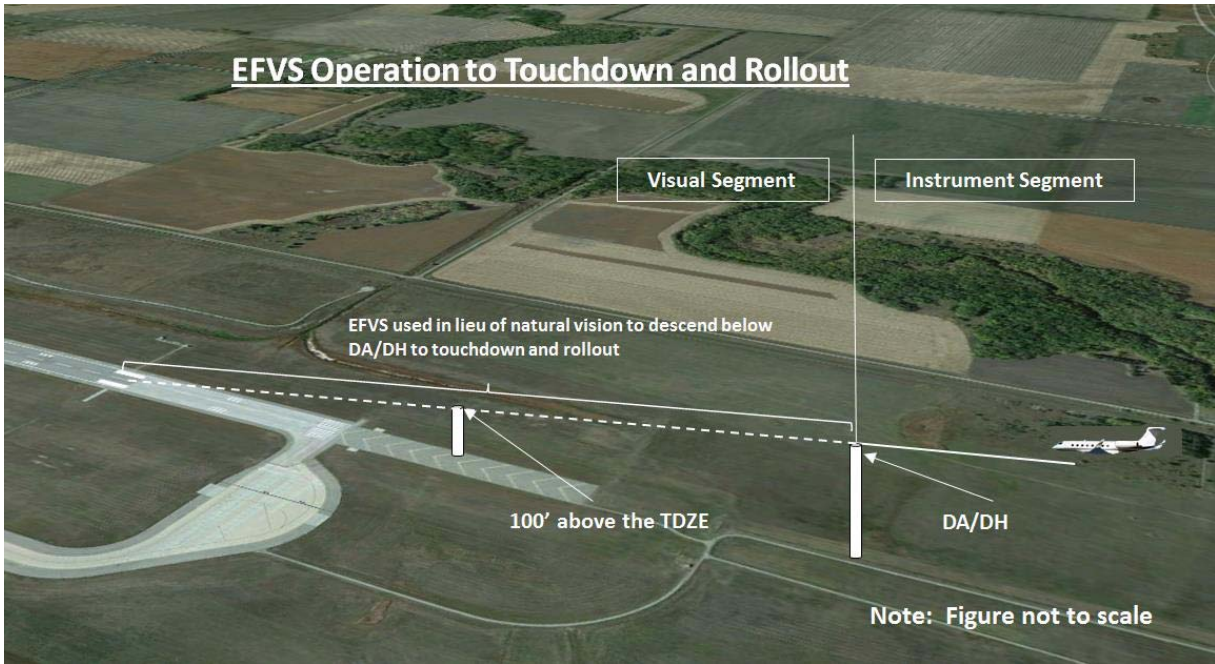 EFVS Operation to Touchdown and Rollout
Visual Segment
Instrument Segment
EFVS used in lieu of natural vision to descend below
DA/DH to touchdown and rollout
100’ above the TDZE
DA/DH
Note:  Figure not to scale